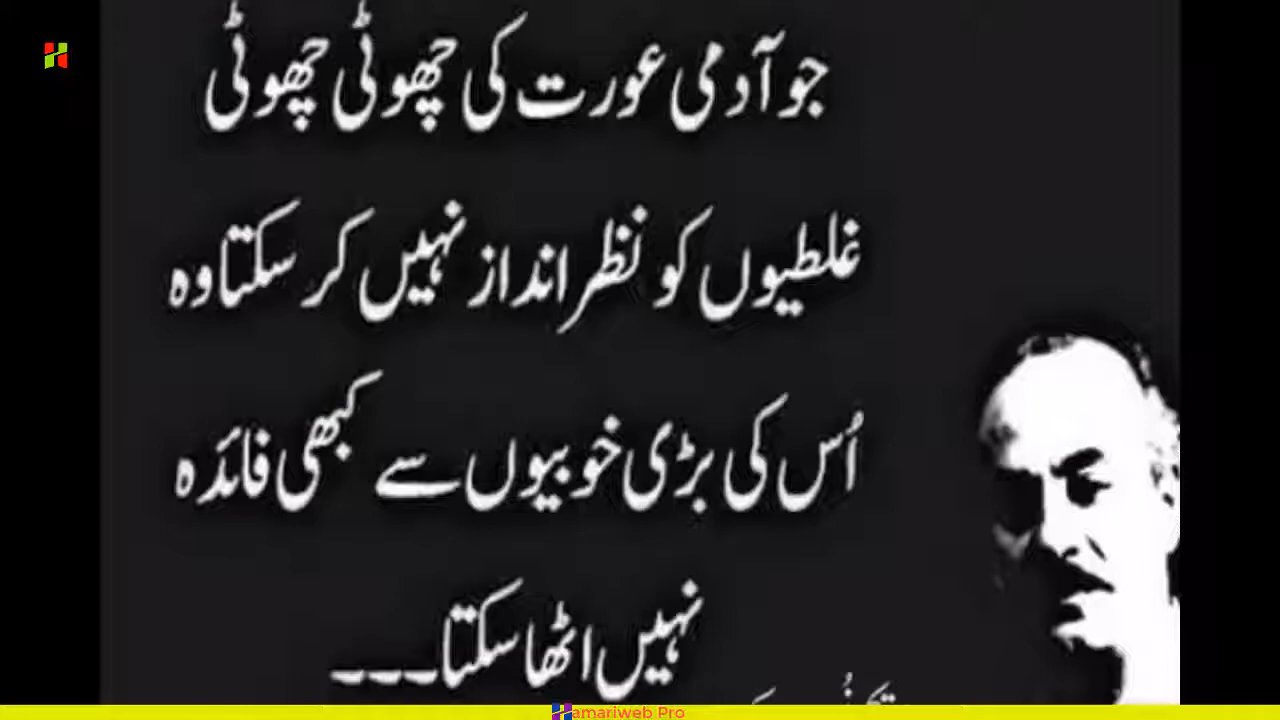 جو آدمی عورت کی چھوٹی چھوٹی
غلطیوں کو نظر انداز نہیں کر سکتا وہ
اُس کی بڑی خوبیوں سے کبھی فائدہ
نہیں اٹھا سکتا۔۔۔
Hamariweb Pro